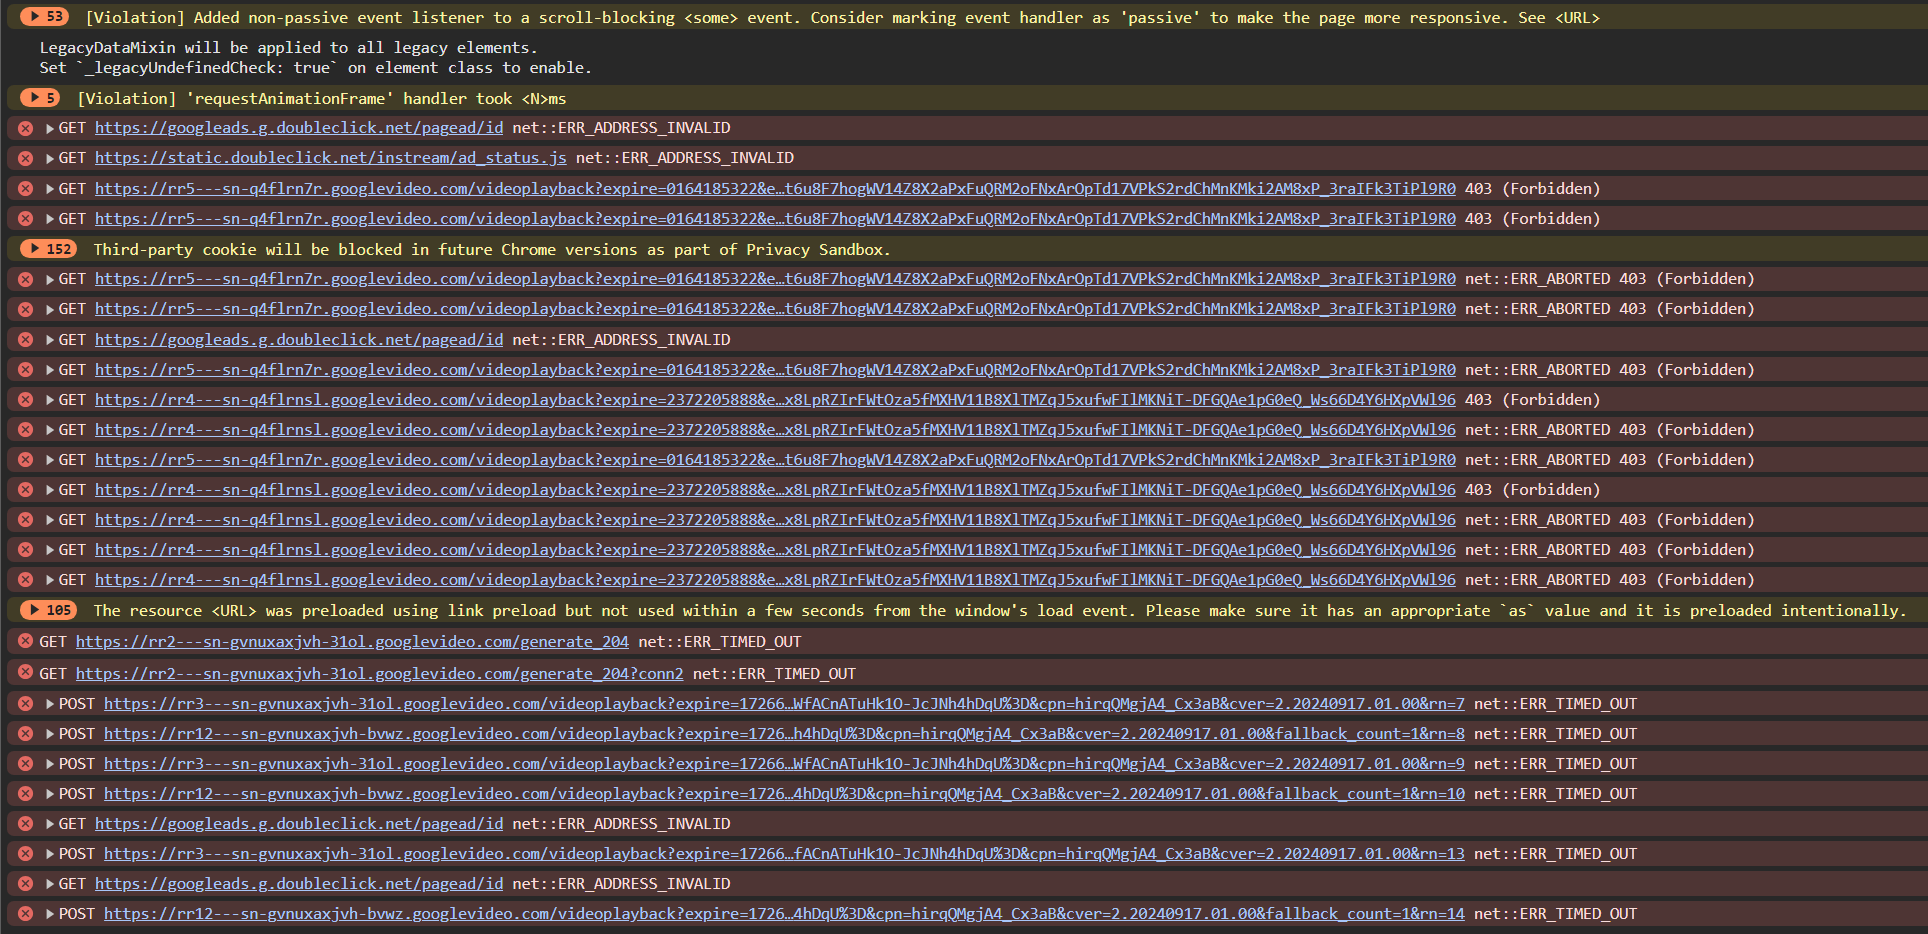 53 [Violation] Added non-passive event listener to a scroll-blocking <some> event. Consider marking event handler as 'passive' to make the page more responsive. See <URL>
LegacyDataMixin will be applied to all legacy elements.
Set `_legacyUndefinedCheck: true` on element class to enable.
5 [Violation] 'requestAnimationFrame' handler took <N>ms
GET https://googleads.g.doubleclick.net/pagead/id net::ERR_ADDRESS_INVALID
GET https://static.doubleclick.net/instream/ad_status.js net::ERR_ADDRESS_INVALID
GET https://rr5---sn-q4flrn7r.googlevideo.com/videoplayback?expire=0164185322&e…t6u8F7hogWV14Z8X2aPxFuQRM2oFNxArOpTd17VPkS2rdChMnKMki2AM8xP_3raIFk3TiPl9R0 403 (Forbidden)
GET https://rr5---sn-q4flrn7r.googlevideo.com/videoplayback?expire=0164185322&e…t6u8F7hogWV14Z8X2aPxFuQRM2oFNxArOpTd17VPkS2rdChMnKMki2AM8xP_3raIFk3TiPl9R0 403 (Forbidden)
152 Third-party cookie will be blocked in future Chrome versions as part of Privacy Sandbox.
GET https://rr5---sn-q4flrn7r.googlevideo.com/videoplayback?expire=0164185322&e…t6u8F7hogWV14Z8X2aPxFuQRM2oFNxArOpTd17VPkS2rdChMnKMki2AM8xP_3raIFk3TiPl9R0 net::ERR_ABORTED 403 (Forbidden)
GET https://rr5---sn-q4flrn7r.googlevideo.com/videoplayback?expire=0164185322&e…t6u8F7hogWV14Z8X2aPxFuQRM2oFNxArOpTd17VPkS2rdChMnKMki2AM8xP_3raIFk3TiPl9R0 net::ERR_ABORTED 403 (Forbidden)
GET https://googleads.g.doubleclick.net/pagead/id net::ERR_ADDRESS_INVALID
GET https://rr5---sn-q4flrn7r.googlevideo.com/videoplayback?expire=0164185322&e…t6u8F7hogWV14Z8X2aPxFuQRM2oFNxArOpTd17VPkS2rdChMnKMki2AM8xP_3raIFk3TiPl9R0 net::ERR_ABORTED 403 (Forbidden)
GET https://rr4---sn-q4flrnsl.googlevideo.com/videoplayback?expire=2372205888&e…x8LpRZIrFWtOza5fMXHV11B8XlTMZqJ5xufwFIlMKNiT-DFGQAe1pG0eQ_Ws66D4Y6HXpVWl96 403 (Forbidden)
GET https://rr4---sn-q4flrnsl.googlevideo.com/videoplayback?expire=2372205888&e…x8LpRZIrFWtOza5fMXHV11B8XlTMZqJ5xufwFIlMKNiT-DFGQAe1pG0eQ_Ws66D4Y6HXpVWl96 net::ERR_ABORTED 403 (Forbidden)
GET https://rr5---sn-q4flrn7r.googlevideo.com/videoplayback?expire=0164185322&e…t6u8F7hogWV14Z8X2aPxFuQRM2oFNxArOpTd17VPkS2rdChMnKMki2AM8xP_3raIFk3TiPl9R0 net::ERR_ABORTED 403 (Forbidden)
GET https://rr4---sn-q4flrnsl.googlevideo.com/videoplayback?expire=2372205888&e…x8LpRZIrFWtOza5fMXHV11B8XlTMZqJ5xufwFIlMKNiT-DFGQAe1pG0eQ_Ws66D4Y6HXpVWl96 403 (Forbidden)
GET https://rr4---sn-q4flrnsl.googlevideo.com/videoplayback?expire=2372205888&e…x8LpRZIrFWtOza5fMXHV11B8XlTMZqJ5xufwFIlMKNiT-DFGQAe1pG0eQ_Ws66D4Y6HXpVWl96 net::ERR_ABORTED 403 (Forbidden)
GET https://rr4---sn-q4flrnsl.googlevideo.com/videoplayback?expire=2372205888&e…x8LpRZIrFWtOza5fMXHV11B8XlTMZqJ5xufwFIlMKNiT-DFGQAe1pG0eQ_Ws66D4Y6HXpVWl96 net::ERR_ABORTED 403 (Forbidden)
GET https://rr4---sn-q4flrnsl.googlevideo.com/videoplayback?expire=2372205888&e…x8LpRZIrFWtOza5fMXHV11B8XlTMZqJ5xufwFIlMKNiT-DFGQAe1pG0eQ_Ws66D4Y6HXpVWl96 net::ERR_ABORTED 403 (Forbidden)
105 The resource <URL> was preloaded using link preload but not used within a few seconds from the window's load event. Please make sure it has an appropriate `as` value and it is preloaded intentionally.
GET https://rr2---sn-gvnuxaxjvh-31ol.googlevideo.com/generate_204 net::ERR_TIMED_OUT
GET https://rr2---sn-gvnuxaxjvh-31ol.googlevideo.com/generate_204?conn2 net::ERR_TIMED_OUT
POST https://rr3---sn-gvnuxaxjvh-31ol.googlevideo.com/videoplayback?expire=17266…WfACnATuHk1O-JcJNh4hDqU%3D&cpn=hirqQMgjA4_Cx3aB&cver=2.20240917.01.00&rn=7 net::ERR_TIMED_OUT
POST https://rr12---sn-gvnuxaxjvh-bvwz.googlevideo.com/videoplayback?expire=1726…h4hDqU%3D&cpn=hirqQMgjA4_Cx3aB&cver=2.20240917.01.00&fallback_count=1&rn=8 net::ERR_TIMED_OUT
POST https://rr3---sn-gvnuxaxjvh-31ol.googlevideo.com/videoplayback?expire=17266…WfACnATuHk1O-JcJNh4hDqU%3D&cpn=hirqQMgjA4_Cx3aB&cver=2.20240917.01.00&rn=9 net::ERR_TIMED_OUT
POST https://rr12---sn-gvnuxaxjvh-bvwz.googlevideo.com/videoplayback?expire=1726…4hDqU%3D&cpn=hirqQMgjA4_Cx3aB&cver=2.20240917.01.00&fallback_count=1&rn=10 net::ERR_TIMED_OUT
GET https://googleads.g.doubleclick.net/pagead/id net::ERR_ADDRESS_INVALID
POST https://rr3---sn-gvnuxaxjvh-31ol.googlevideo.com/videoplayback?expire=17266…fACnATuHk1O-JcJNh4hDqU%3D&cpn=hirqQMgjA4_Cx3aB&cver=2.20240917.01.00&rn=13 net::ERR_TIMED_OUT
GET https://googleads.g.doubleclick.net/pagead/id net::ERR_ADDRESS_INVALID
POST https://rr12---sn-gvnuxaxjvh-bvwz.googlevideo.com/videoplayback?expire=1726…4hDqU%3D&cpn=hirqQMgjA4_Cx3aB&cver=2.20240917.01.00&fallback_count=1&rn=14 net::ERR_TIMED_OUT